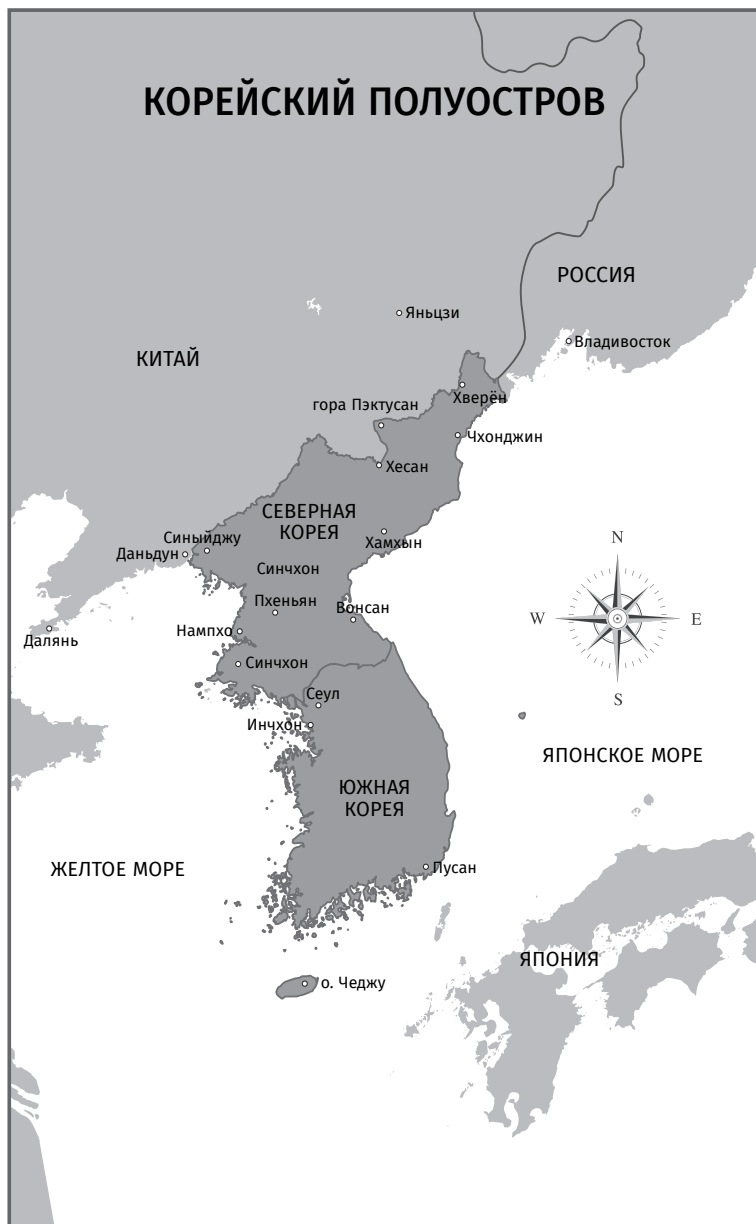 КОРЕЙСКИЙ ПОЛУОСТРОВ
РОССИЯ
Яньцзи
Владивосток
КИТАЙ
Хверён
гора Пэктусан
Чхонджин
Хесан
СЕВЕРНАЯ
КОРЕЯ
Синыйджу
Хамхын
Даньдун
N
Синчхон
Пхеньян
Вонсан
W
E
Нампхо
Далянь
Синчхон
S
Сеул
Инчхон
ЯПОНСКОЕ МОРЕ
ЮЖНАЯ
КОРЕЯ
ЖЕЛТОЕ МОРЕ
Пусан
ЯПОНИЯ
о. Чеджу